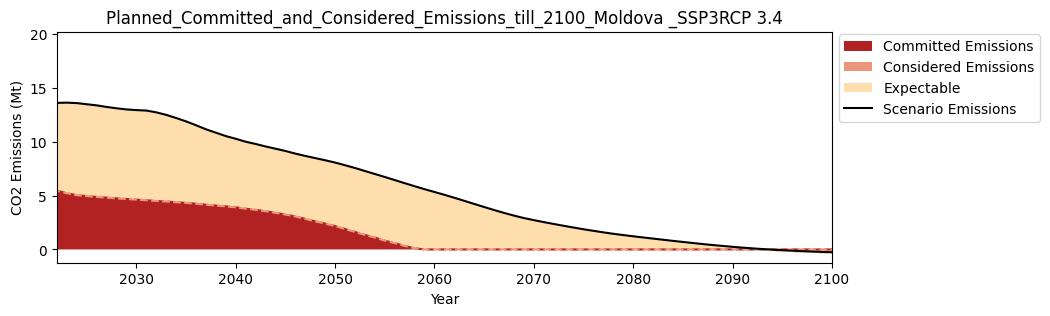 Planned_Committed_and_Considered_Emissions_till_2100_Moldova _SSP3RCP 3.4
20
15
10
5
0
CO2 Emissions (Mt)
2030
2040
2050
2060
2070
2080
2090
2100
Year
Committed Emissions
Considered Emissions
Expectable
Scenario Emissions